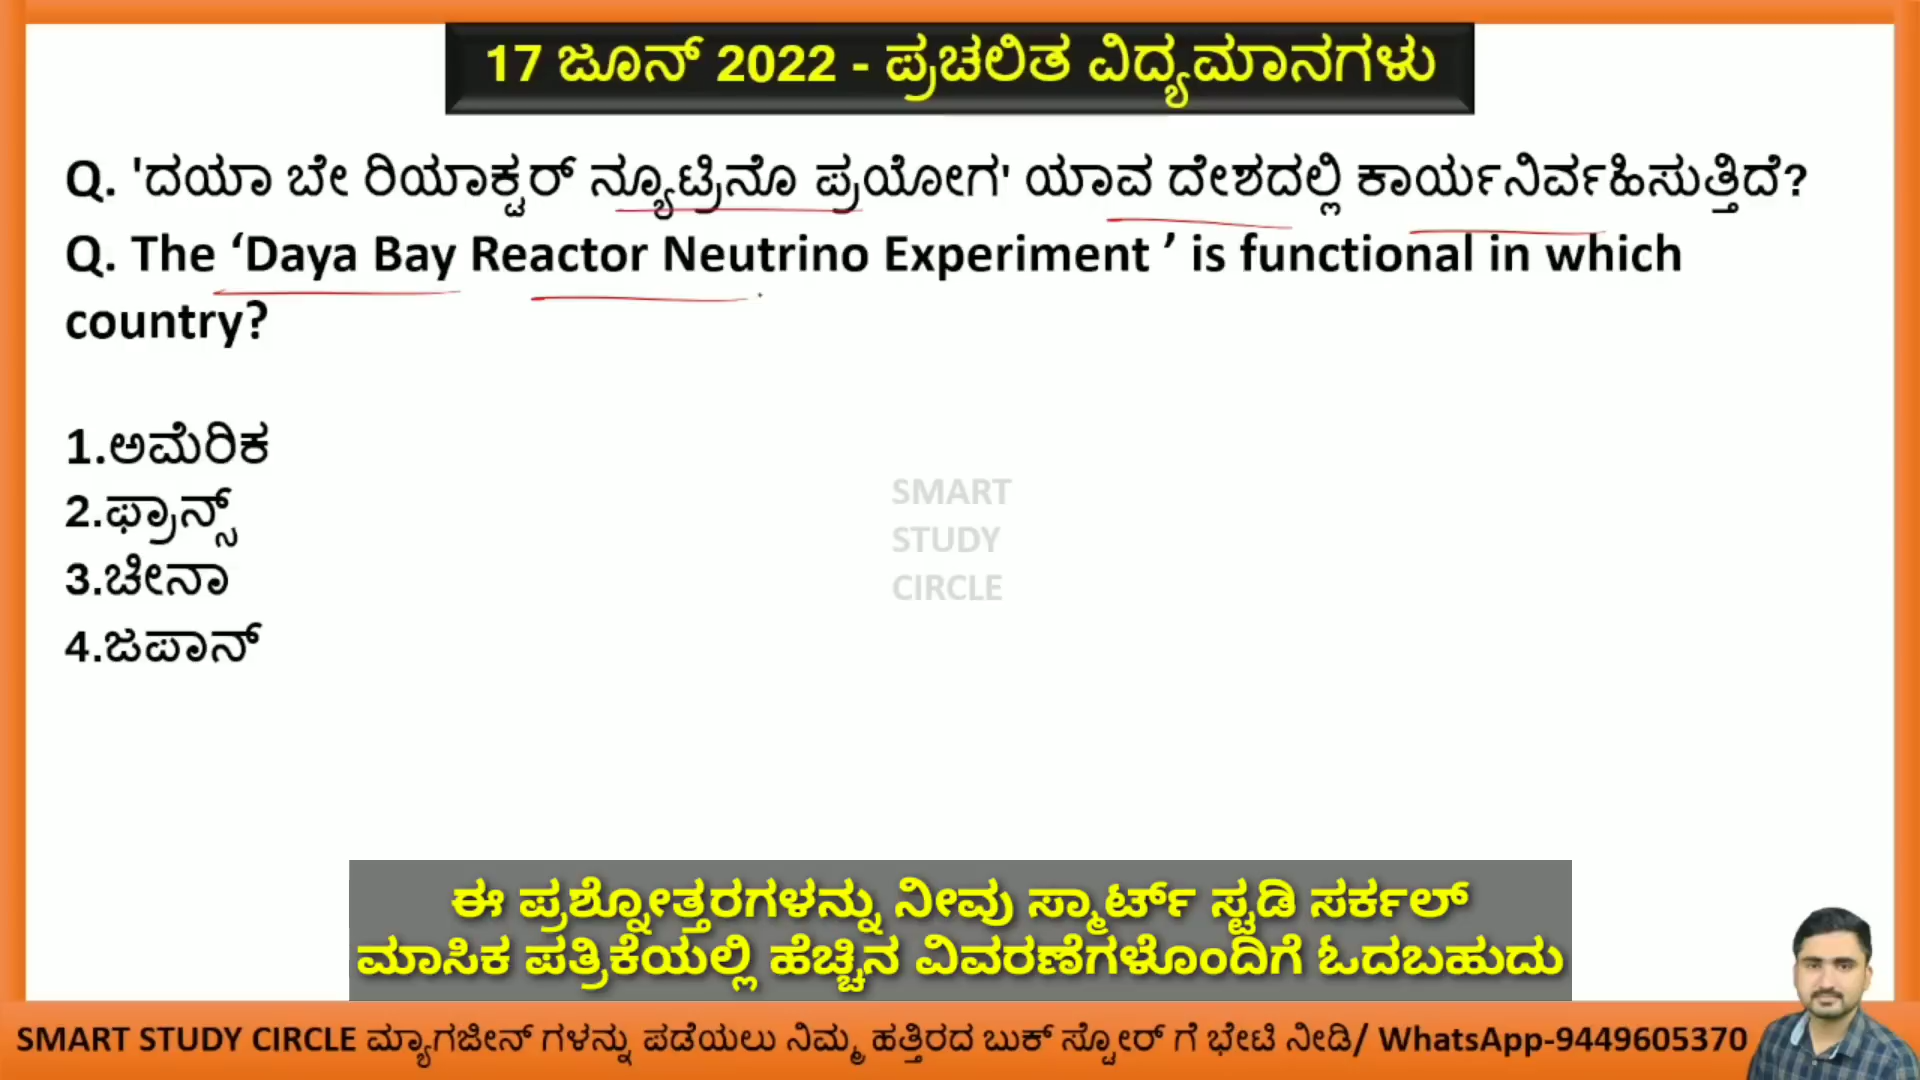 17 ಜೂನ್ 2022 - ಪ್ರಚಲಿತ ವಿದ್ಯಮಾನಗಳು
Q. 'ದಯಾ ಬೇ ರಿಯಾಕ್ಟರ್ ನ್ಯೂಟ್ರಿನೊ ಪ್ರಯೋಗ' ಯಾವ ದೇಶದಲ್ಲಿ ಕಾರ್ಯನಿರ್ವಹಿಸುತ್ತಿದೆ?
Q. The ‘Daya Bay Reactor Neutrino Experiment ’ is functional in which
country?
1.ಅಮೆರಿಕ
2.ಫ್ರಾನ್ಸ್
3.ಚೀನಾ
4.ಜಪಾನ್
SMART
STUDY
CIRCLE
ಈ ಪ್ರಶ್ನೋತ್ತರಗಳನ್ನು ನೀವು ಸ್ಮಾರ್ಟ್ ಸ್ಟಡಿ ಸರ್ಕಲ್
ಮಾಸಿಕ ಪತ್ರಿಕೆಯಲ್ಲಿ ಹೆಚ್ಚಿನ ವಿವರಣೆಗಳೊಂದಿಗೆ ಓದಬಹುದು
SMART STUDY CIRCLE ಮ್ಯಾಗಜೀನ್ ಗಳನ್ನು ಪಡೆಯಲು ನಿಮ್ಮ ಹತ್ತಿರದ ಬುಕ್ ಸ್ಟೋರ್ ಗೆ ಭೇಟಿ ನೀಡಿ/ WhatsApp-9449605370